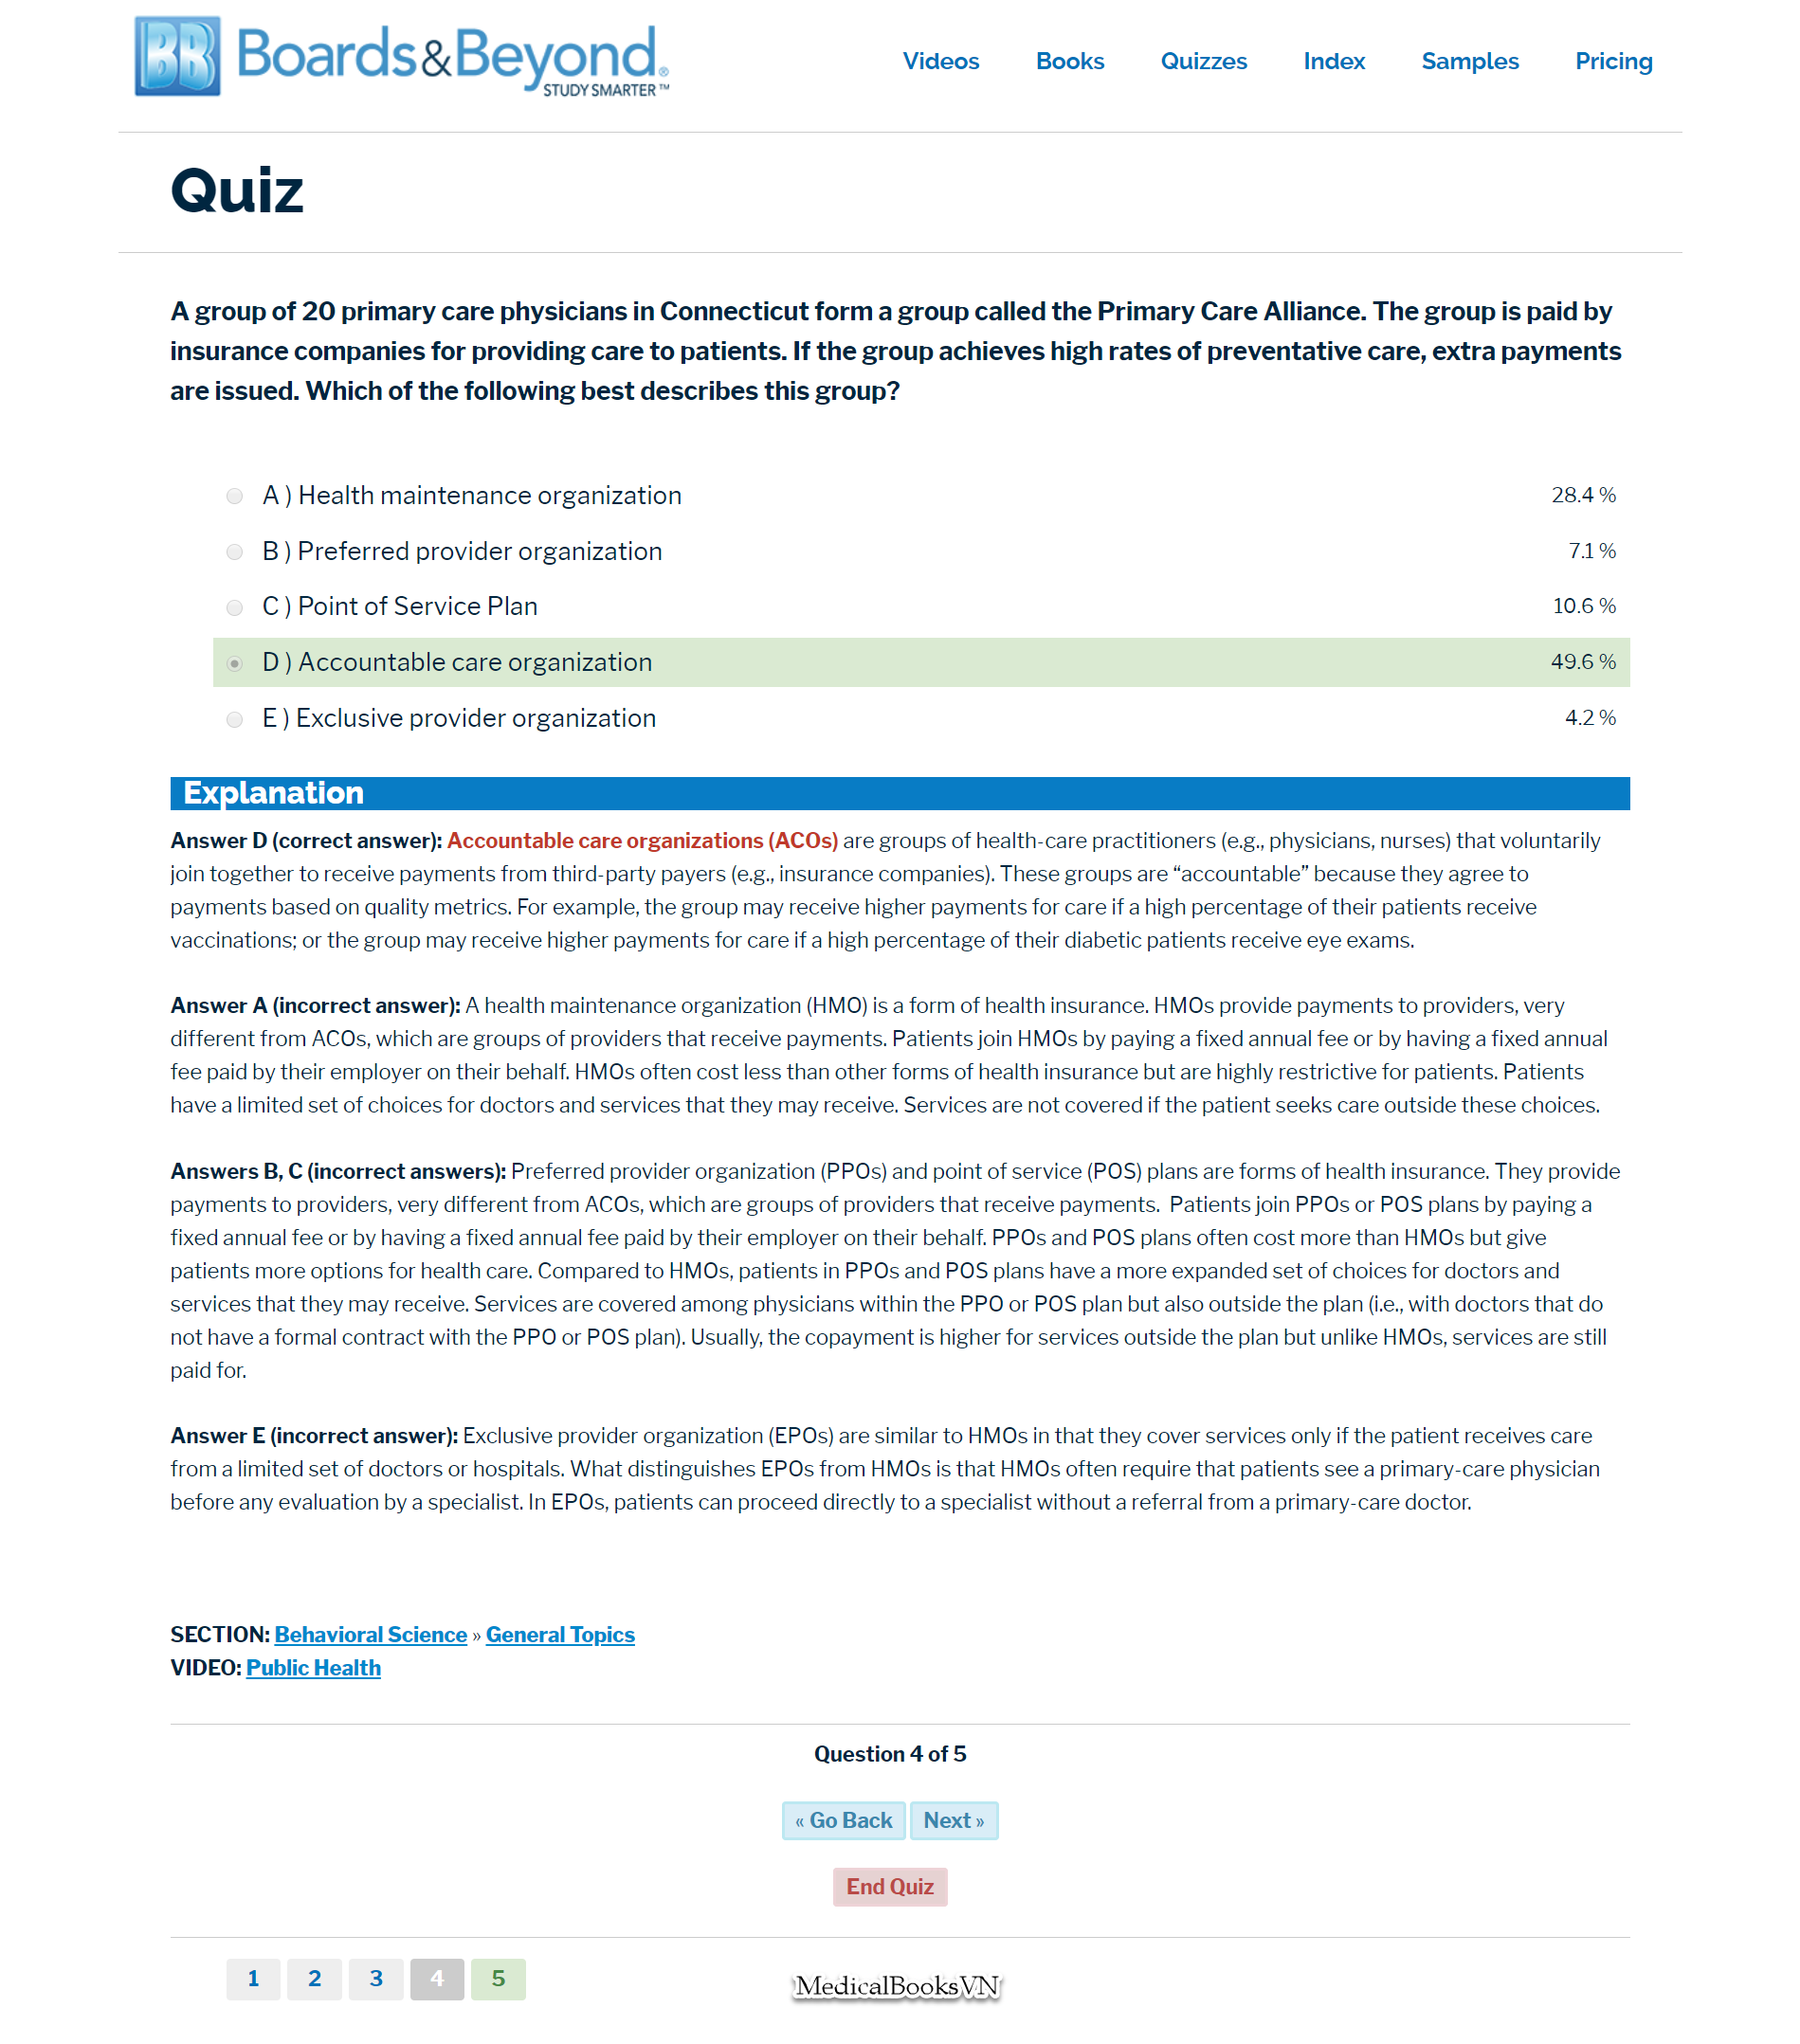 BB Boards&Beyond®
STUDY SMARTER™
Videos Books Quizzes Index Samples Pricing
Quiz
A group of 20 primary care physicians in Connecticut form a group called the Primary Care Alliance. The group is paid by
insurance companies for providing care to patients. If the group achieves high rates of preventative care, extra payments
are issued. Which of the following best describes this group?
A ) Health maintenance organization 28.4 %
B ) Preferred provider organization 7.1 %
C ) Point of Service Plan 10.6 %
D ) Accountable care organization 49.6 %
E ) Exclusive provider organization 4.2 %
Explanation
Answer D (correct answer): Accountable care organizations (ACOs) are groups of health-care practitioners (e.g., physicians, nurses) that voluntarily
join together to receive payments from third-party payers (e.g., insurance companies). These groups are “accountable” because they agree to
payments based on quality metrics. For example, the group may receive higher payments for care if a high percentage of their patients receive
vaccinations; or the group may receive higher payments for care if a high percentage of their diabetic patients receive eye exams.
Answer A (incorrect answer): A health maintenance organization (HMO) is a form of health insurance. HMOs provide payments to providers, very
different from ACOs, which are groups of providers that receive payments. Patients join HMOs by paying a fixed annual fee or by having a fixed annual
fee paid by their employer on their behalf. HMOs often cost less than other forms of health insurance but are highly restrictive for patients. Patients
have a limited set of choices for doctors and services that they may receive. Services are not covered if the patient seeks care outside these choices.
Answers B, C (incorrect answers): Preferred provider organization (PPOs) and point of service (POS) plans are forms of health insurance. They provide
payments to providers, very different from ACOs, which are groups of providers that receive payments. Patients join PPOs or POS plans by paying a
fixed annual fee or by having a fixed annual fee paid by their employer on their behalf. PPOs and POS plans often cost more than HMOs but give
patients more options for health care. Compared to HMOs, patients in PPOs and POS plans have a more expanded set of choices for doctors and
services that they may receive. Services are covered among physicians within the PPO or POS plan but also outside the plan (i.e., with doctors that do
not have a formal contract with the PPO or POS plan). Usually, the copayment is higher for services outside the plan but unlike HMOs, services are still
paid for.
Answer E (incorrect answer): Exclusive provider organization (EPOs) are similar to HMOs in that they cover services only if the patient receives care
from a limited set of doctors or hospitals. What distinguishes EPOs from HMOs is that HMOs often require that patients see a primary-care physician
before any evaluation by a specialist. In EPOs, patients can proceed directly to a specialist without a referral from a primary-care doctor.
SECTION: Behavioral Science » General Topics
VIDEO: Public Health
Question 4 of 5
« Go Back Next »
End Quiz
1 2 3 4 5
MedicalBooksVN